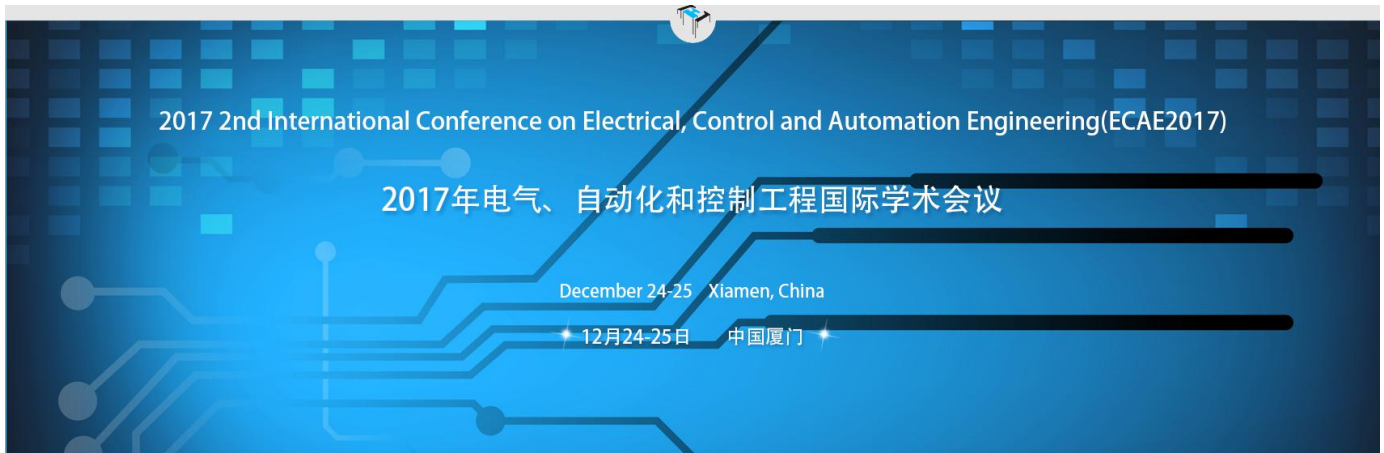 2017 2nd International Conference on Electrical, Control and Automation Engineering(ECAE2017)
2017年电气、自动化和控制工程国际学术会议
December 24-25 Xiamen, China
12月24-25日 中国厦门